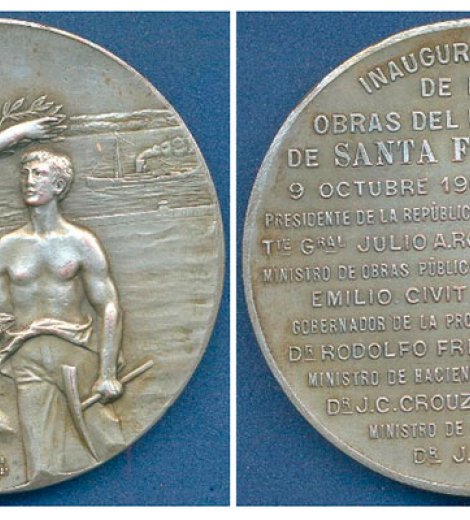 INAUGUR
DE L
OBRAS DEL
DE SANTA F
9 OCTUBRE 19
PRESIDENTE DE LA REPÚBLIC
TTE GRAL JULIO A. RO
MINISTRO DE OBRAS PÚBLIC
EMILIO CIVIT
GOBERNADOR DE LA PRO
DR RODOLFO FRE
MINISTRO DE HACIEN
DR J. C. CROUZ
MINISTRO DE
DR J.